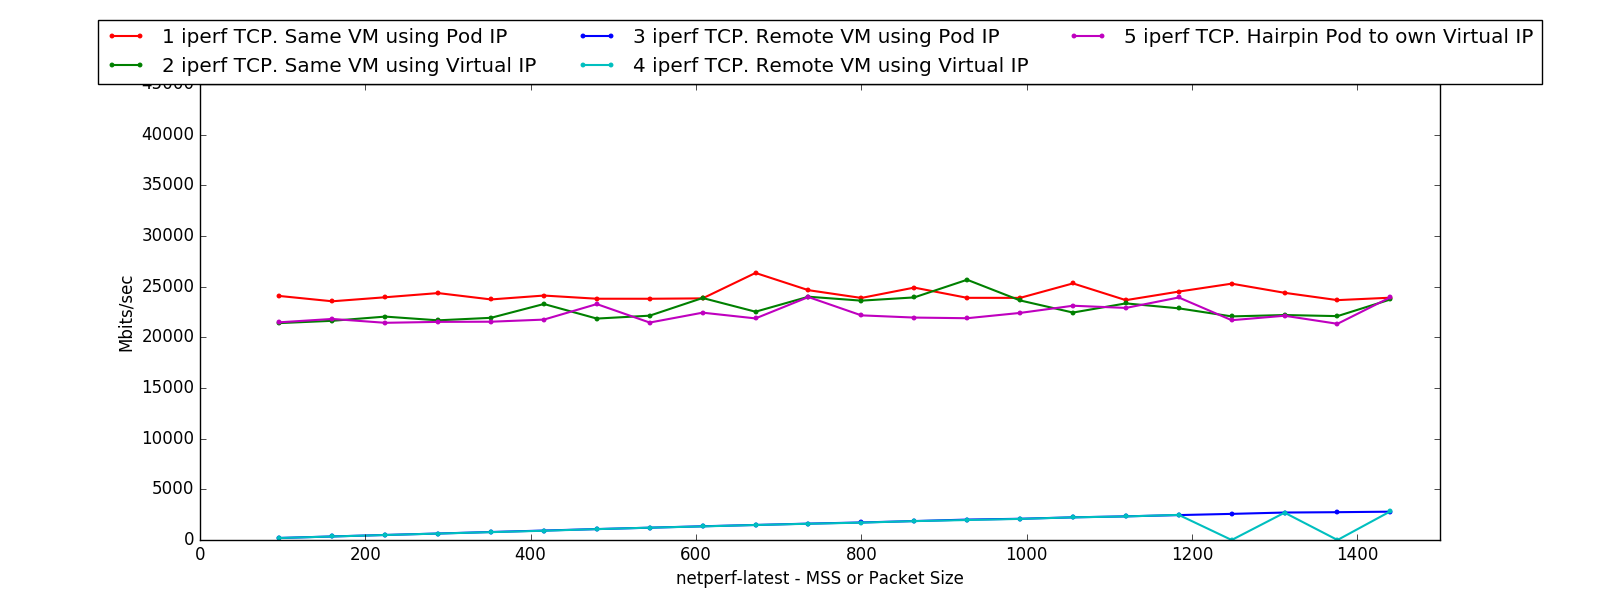 1 iperf TCP. Same VM using Pod IP
3 iperf TCP. Remote VM using Pod IP
5 iperf TCP. Hairpin Pod to own Virtual IP
2 iperf TCP. Same VM using Virtual IP
4 iperf TCP. Remote VM using Virtual IP
45000
40000
35000
30000
25000
20000
15000
10000
5000
0
Mbits/sec
0 200 400 600 800 1000 1200 1400
netperf-latest - MSS or Packet Size